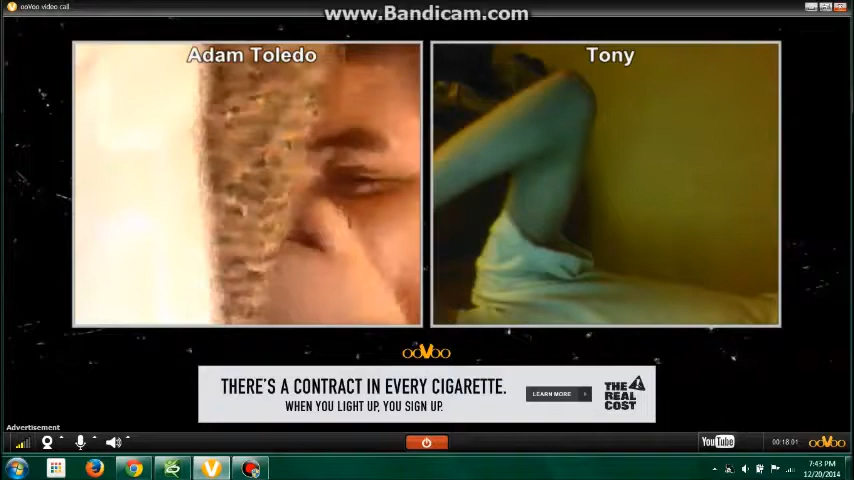 ooVoo video call
www.Bandicam.com
Adam Toledo
Tony
ooVoo
THERE'S A CONTRACT IN EVERY CIGARETTE.
WHEN YOU LIGHT UP, YOU SIGN UP.
LEARN MORE
THE
REAL
COST
Advertisement
YouTube
00:18:01
ooVoo
7:43 PM
12/20/2014